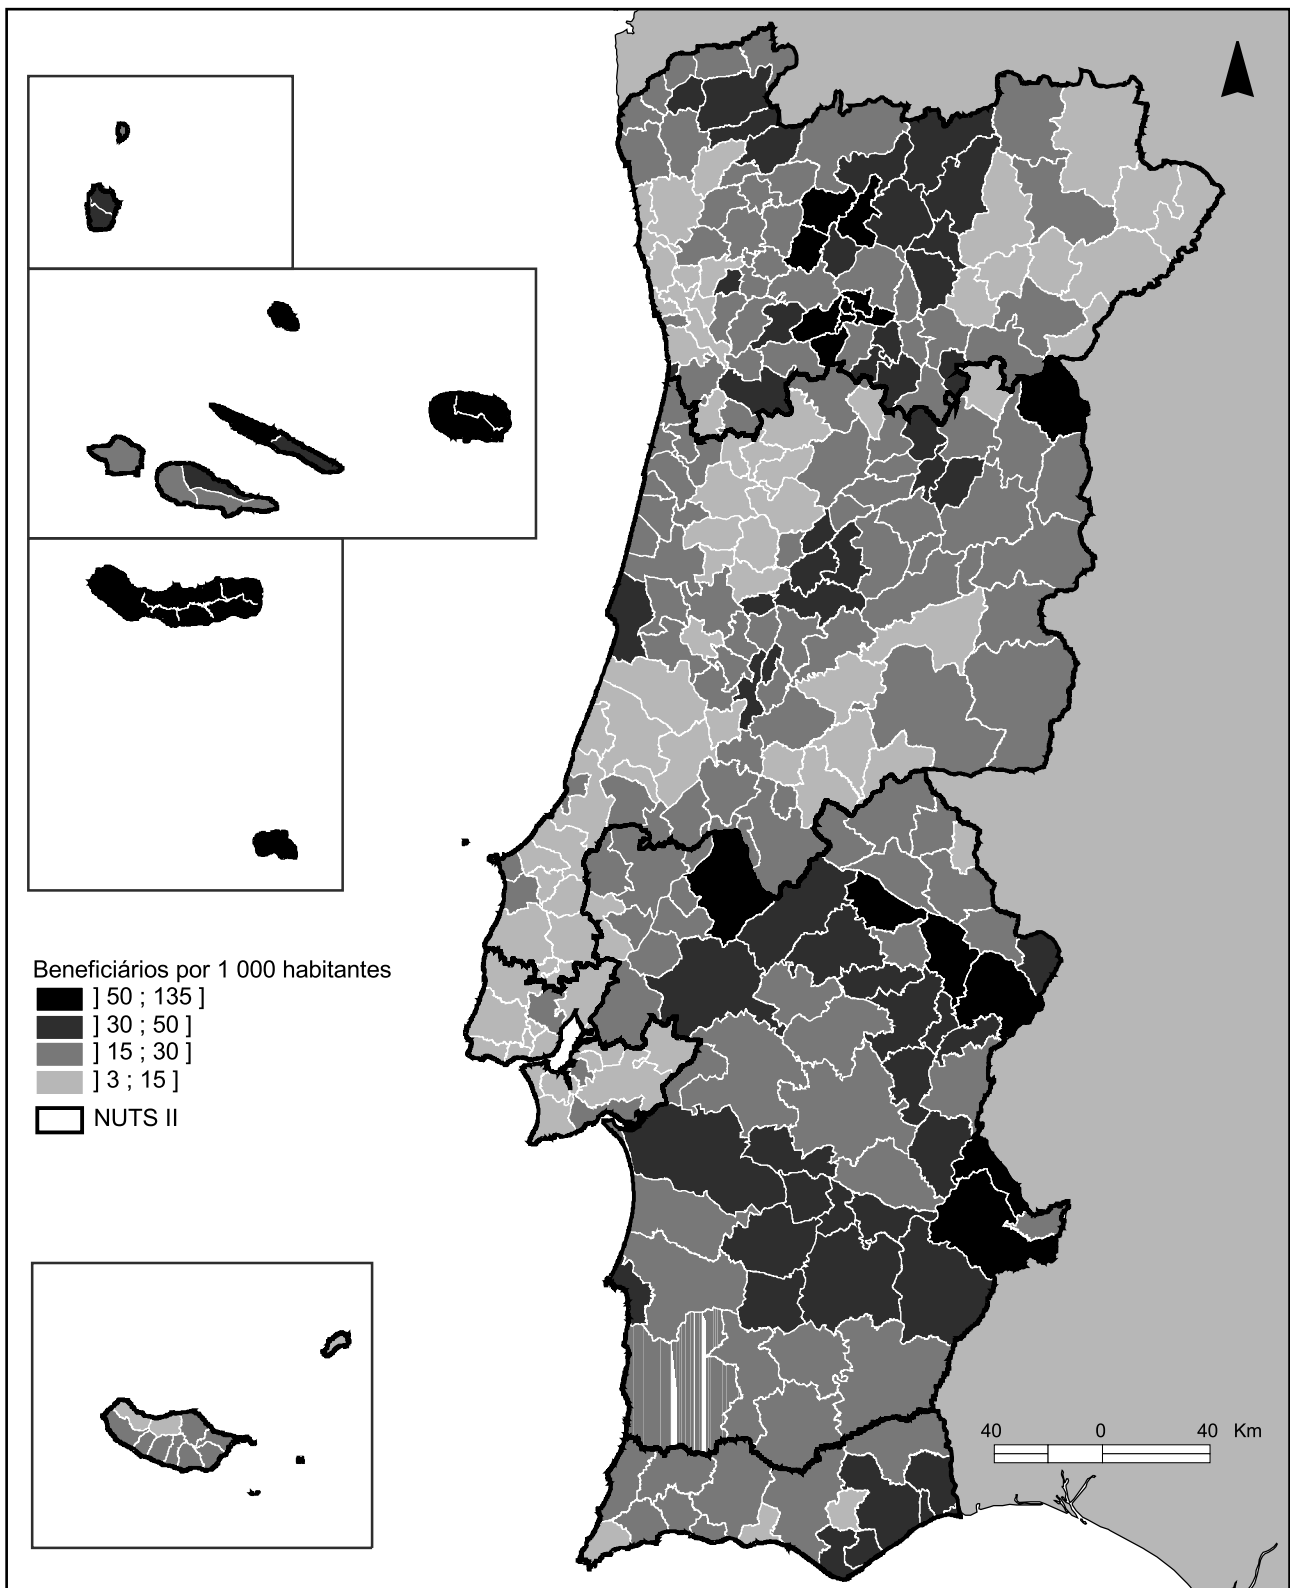 Beneficiários por 1 000 habitantes
] 50 ; 135 ]
] 30 ; 50 ]
] 15 ; 30 ]
] 3 ; 15 ]
NUTS II
40 0 40 Km